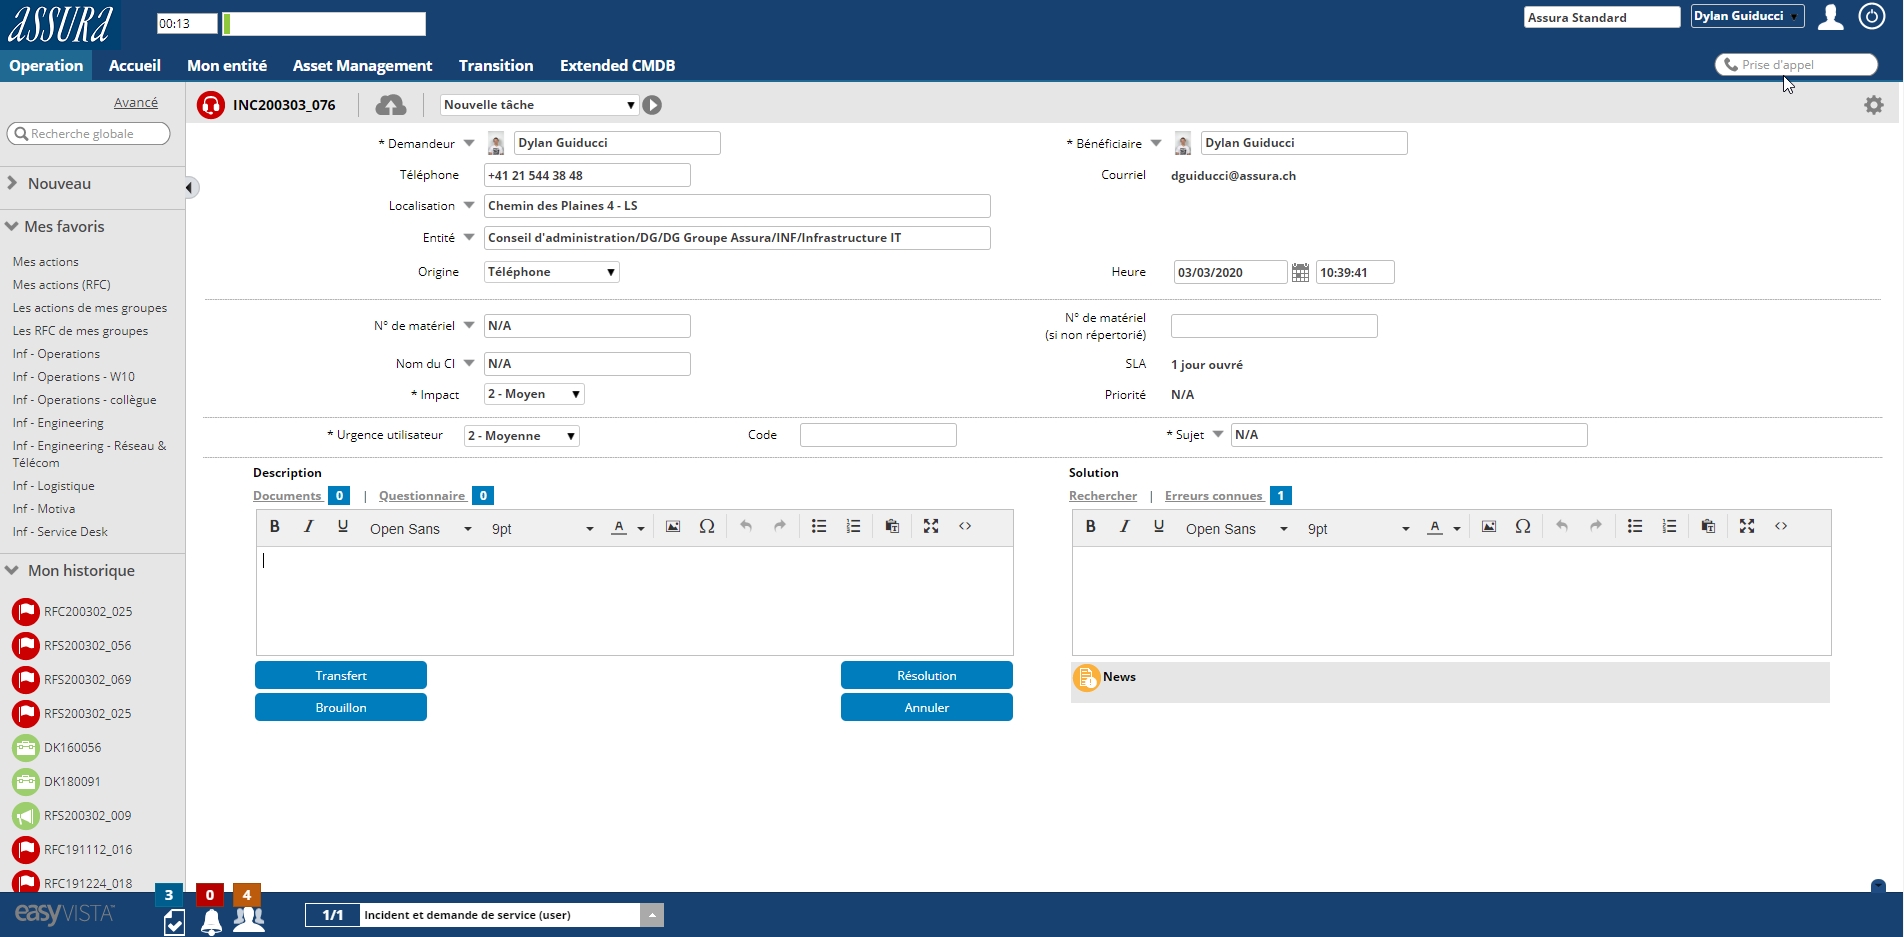 ASSURA
00:13
Assura Standard
Dylan Guiducci
Operation
Accueil
Mon entité
Asset Management
Transition
Extended CMDB
Prise d'appel
Avancé
Recherche globale
Nouveau
Mes favoris
Mes actions
Mes actions (RFC)
Les actions de mes groupes
Les RFC de mes groupes
Inf - Operations
Inf - Operations - W10
Inf - Operations - collègue
Inf - Engineering
Inf - Engineering - Réseau &
Télécom
Inf - Logistique
Inf - Motiva
Inf - Service Desk
Mon historique
RFC200302_025
RFS200302_056
RFS200302_069
RFS200302_025
DK160056
DK180091
RFS200302_009
RFC191112_016
RFC191224_018
INC200303_076
Nouvelle tâche
* Demandeur
Dylan Guiducci
* Bénéficiaire
Dylan Guiducci
Téléphone
+41 21 544 38 48
Courriel
dguiducci@assura.ch
Localisation
Chemin des Plaines 4 - LS
Entité
Conseil d'administration/DG/DG Groupe Assura/INF/Infrastructure IT
Origine
Téléphone
Heure
03/03/2020
10:39:41
N° de matériel
N/A
N° de matériel
(si non répertorié)
Nom du CI
N/A
SLA
1 jour ouvré
* Impact
2 - Moyen
Priorité
N/A
* Urgence utilisateur
2 - Moyenne
Code
* Sujet
N/A
Description
Documents 0 | Questionnaire 0
B I U Open Sans 9pt A Ω <>
Transfert
Résolution
Brouillon
Annuler
Solution
Rechercher | Erreurs connues 1
B I U Open Sans 9pt A Ω <>
News
easyVISTA
3
0
4
1/1
Incident et demande de service (user)